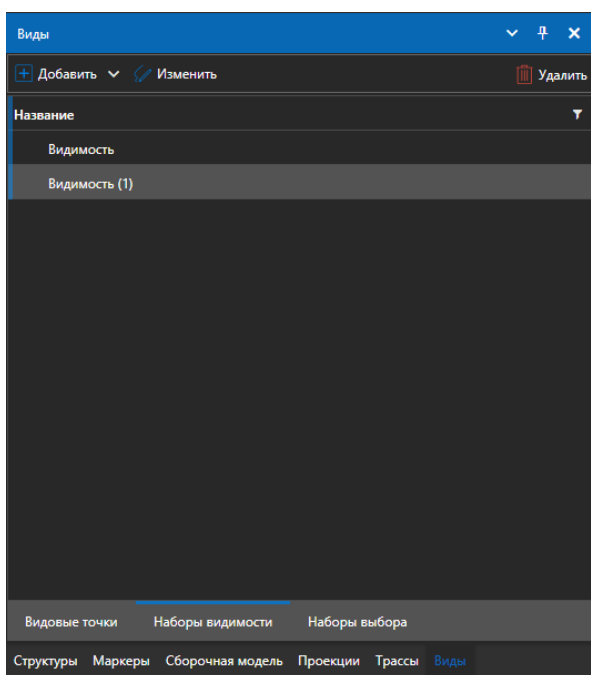 Виды
Добавить Изменить Удалить
Название
Видимость
Видимость (1)
Видовые точки Наборы видимости Наборы выбора
Структуры Маркеры Сборочная модель Проекции Трассы Виды